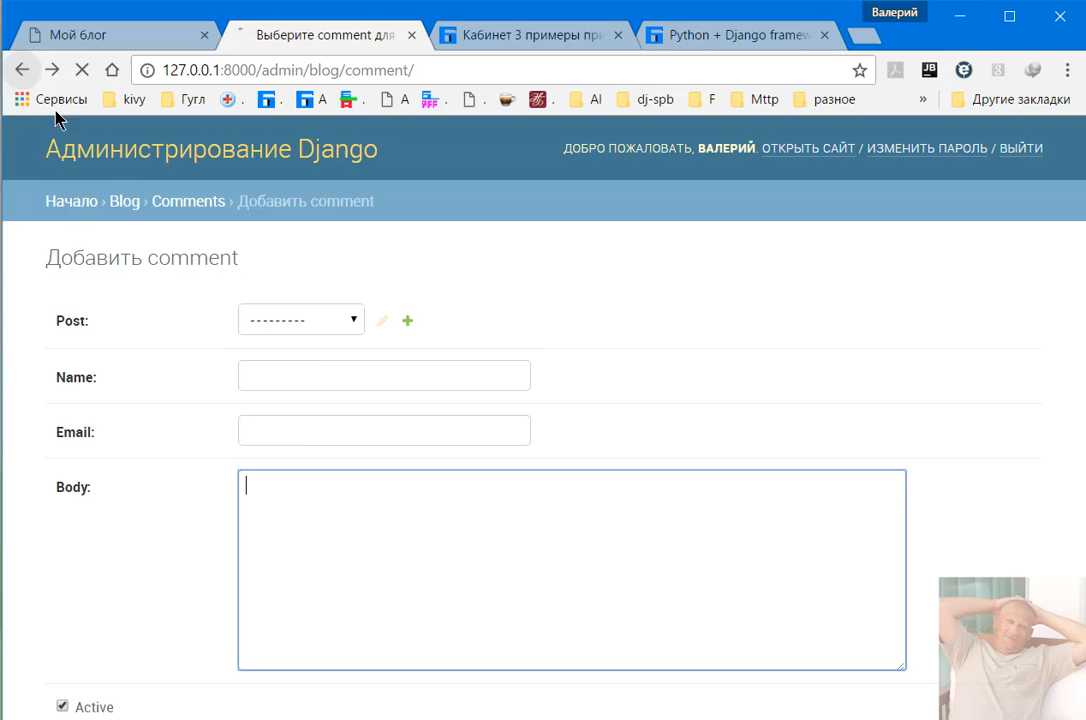 Валерий
Мой блог
Выберите comment для
Кабинет 3 примеры при
Python + Django framew
127.0.0.1:8000/admin/blog/comment/
Сервисы kivy Гугл . . A . A . . AI dj-spb F Mttp разное » Другие закладки
Администрирование Django
ДОБРО ПОЖАЛОВАТЬ, ВАЛЕРИЙ. ОТКРЫТЬ САЙТ / ИЗМЕНИТЬ ПАРОЛЬ / ВЫЙТИ
Начало › Blog › Comments › Добавить comment
Добавить comment
Post: ---------
Name:
Email:
Body:
Active